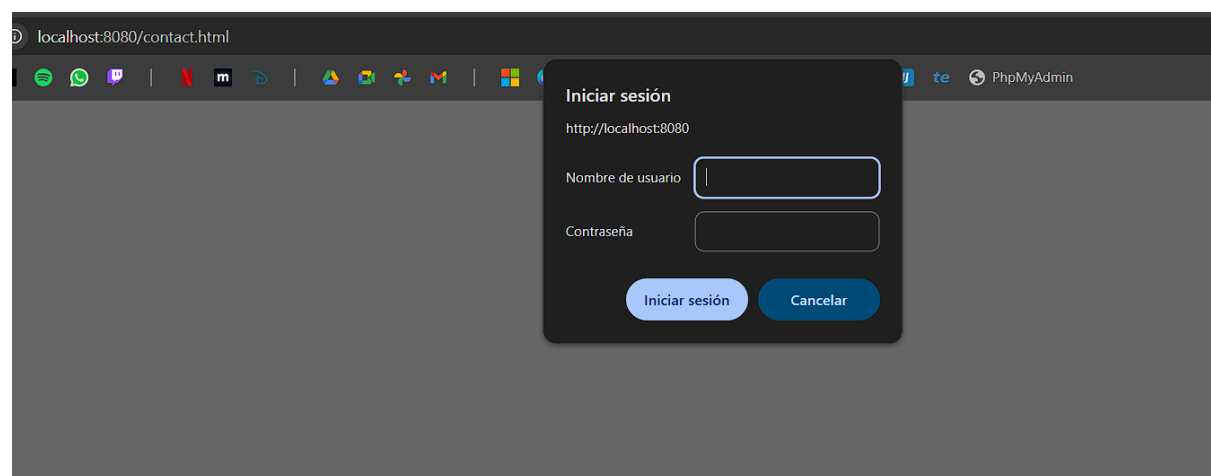 localhost:8080/contact.html
m
te
PhpMyAdmin
Iniciar sesión
http://localhost:8080
Nombre de usuario
Contraseña
Iniciar sesión
Cancelar